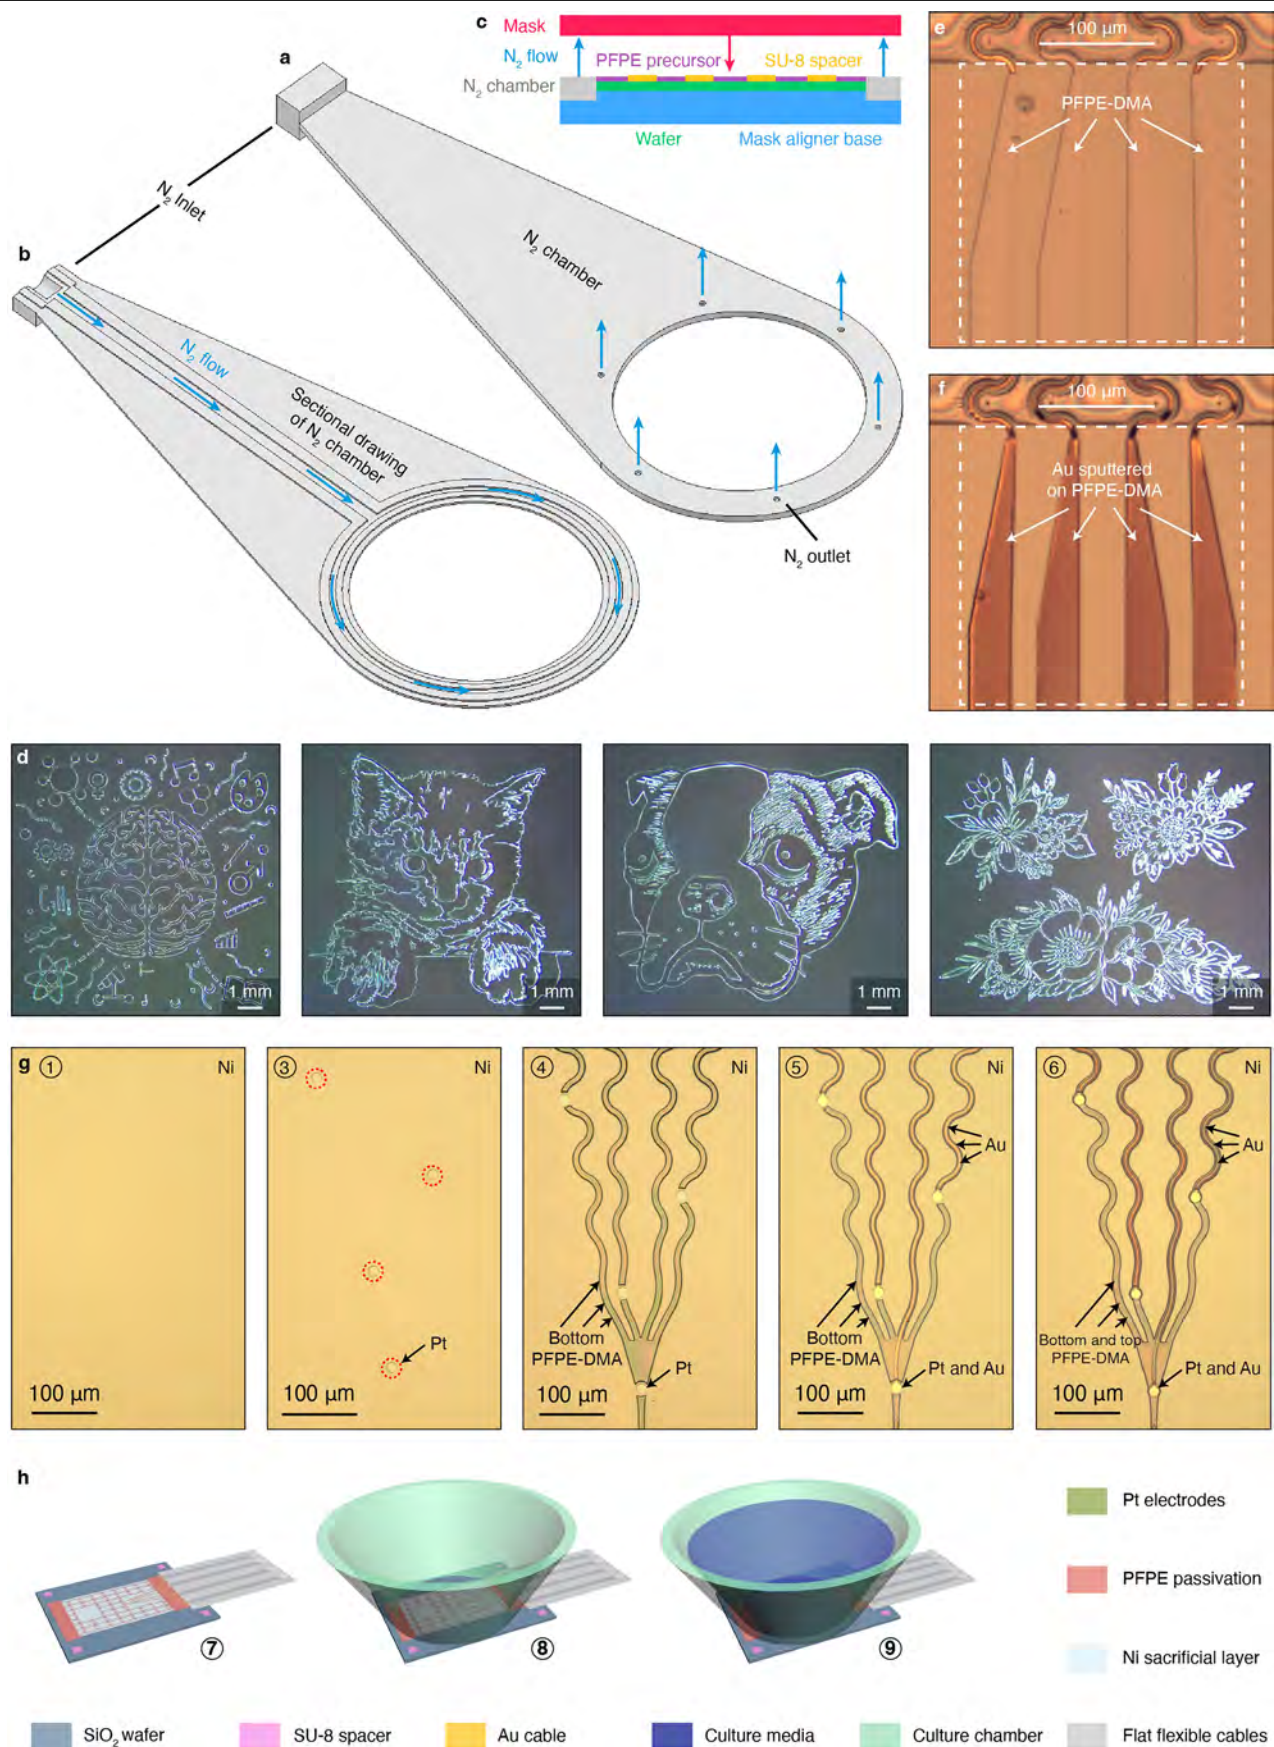 a
N₂ Inlet
N₂ chamber
N₂ outlet
b
N₂ flow
Sectional drawing
of N₂ chamber
c
Mask
N₂ flow
PFPE precursor
SU-8 spacer
N₂ chamber
Wafer
Mask aligner base
e
100 µm
PFPE-DMA
f
100 µm
Au sputtered
on PFPE-DMA
d
1 mm
1 mm
1 mm
1 mm
g
①
Ni
100 µm
③
Ni
Pt
100 µm
④
Ni
Bottom
PFPE-DMA
Pt
100 µm
⑤
Ni
Au
Bottom
PFPE-DMA
Pt and Au
100 µm
⑥
Ni
Au
Bottom and top
PFPE-DMA
Pt and Au
100 µm
h
⑦
⑧
⑨
Pt electrodes
PFPE passivation
Ni sacrificial layer
SiO₂ wafer
SU-8 spacer
Au cable
Culture media
Culture chamber
Flat flexible cables